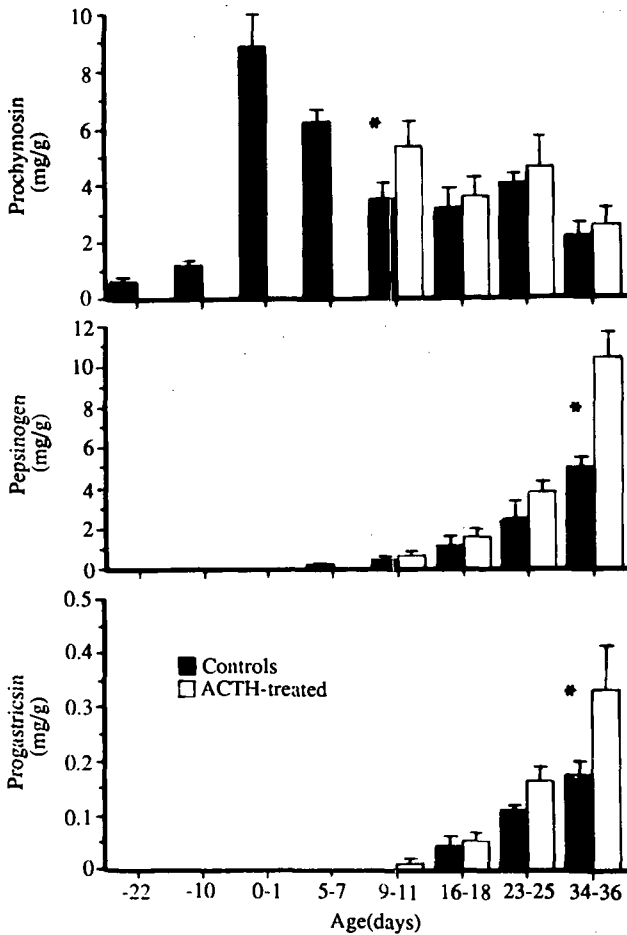 10
8
6
4
2
0
Prochymosin
(mg/g)
*
12
10
8
6
4
2
0
Pepsinogen
(mg/g)
*
0.5
0.4
0.3
0.2
0.1
0
Progastricsin
(mg/g)
Controls
ACTH-treated
*
-22 -10 0-1 5-7 9-11 16-18 23-25 34-36
Age(days)